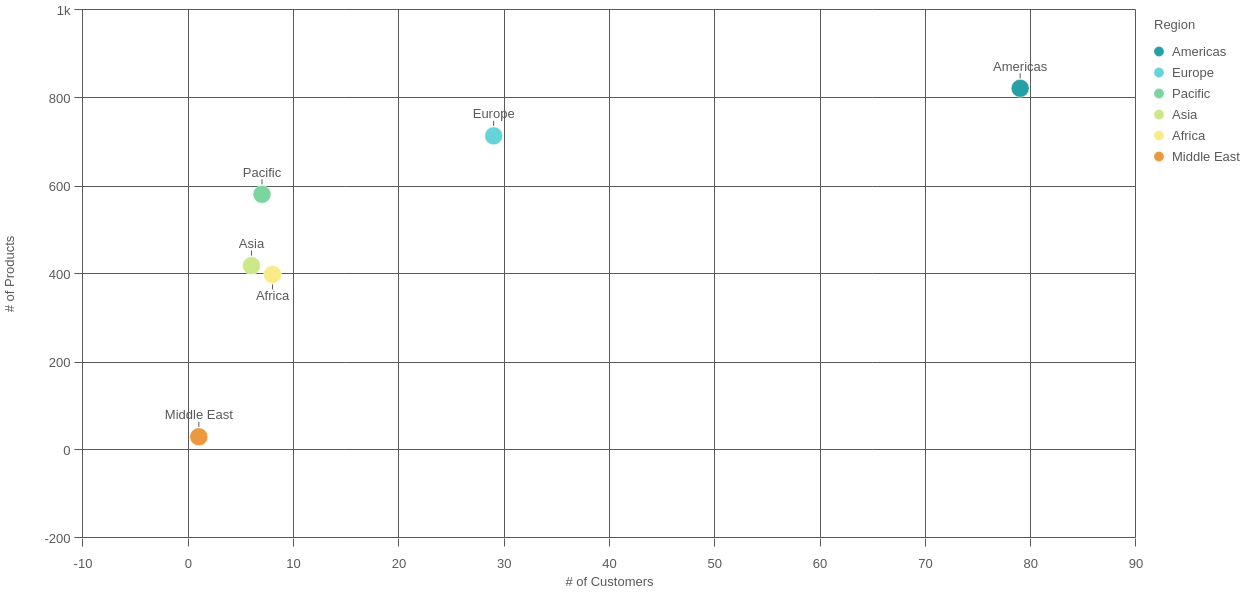 1k
800
600
400
200
0
-200
# of Products
-10
0
10
20
30
40
50
60
70
80
90
# of Customers
Americas
Europe
Pacific
Asia
Africa
Middle East
Region
Americas
Europe
Pacific
Asia
Africa
Middle East